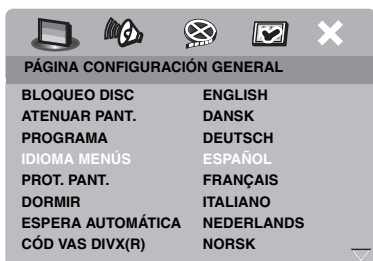 PÁGINA CONFIGURACIÓN GENERAL
BLOQUEO DISC ENGLISH
ATENUAR PANT. DANSK
PROGRAMA DEUTSCH
IDIOMA MENÚS ESPAÑOL
PROT. PANT. FRANÇAIS
DORMIR ITALIANO
ESPERA AUTOMÁTICA NEDERLANDS
CÓD VAS DIVX(R) NORSK